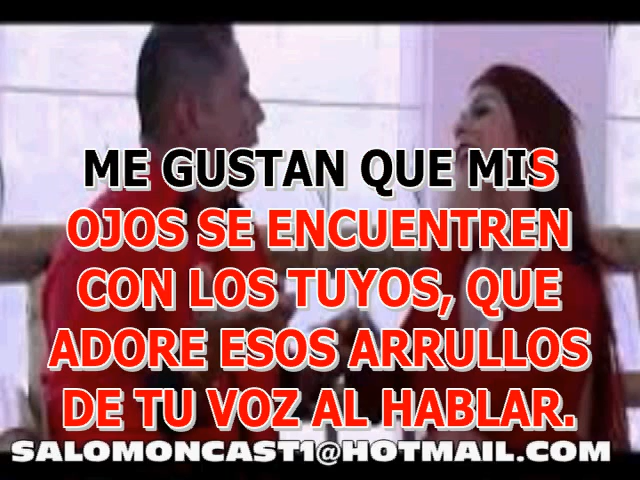 ME GUSTAN QUE MIS
OJOS SE ENCUENTREN
CON LOS TUYOS, QUE
ADORE ESOS ARRULLOS
DE TU VOZ AL HABLAR.
SALOMONCAST1@HOTMAIL.COM